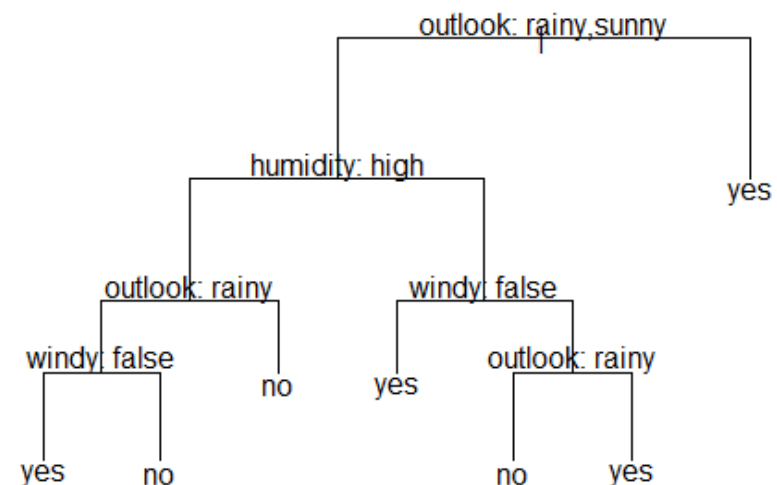 outlook: rainy,sunny
humidity: high
yes
outlook: rainy
windy: false
windy: false
outlook: rainy
no
yes
yes
no
no
yes